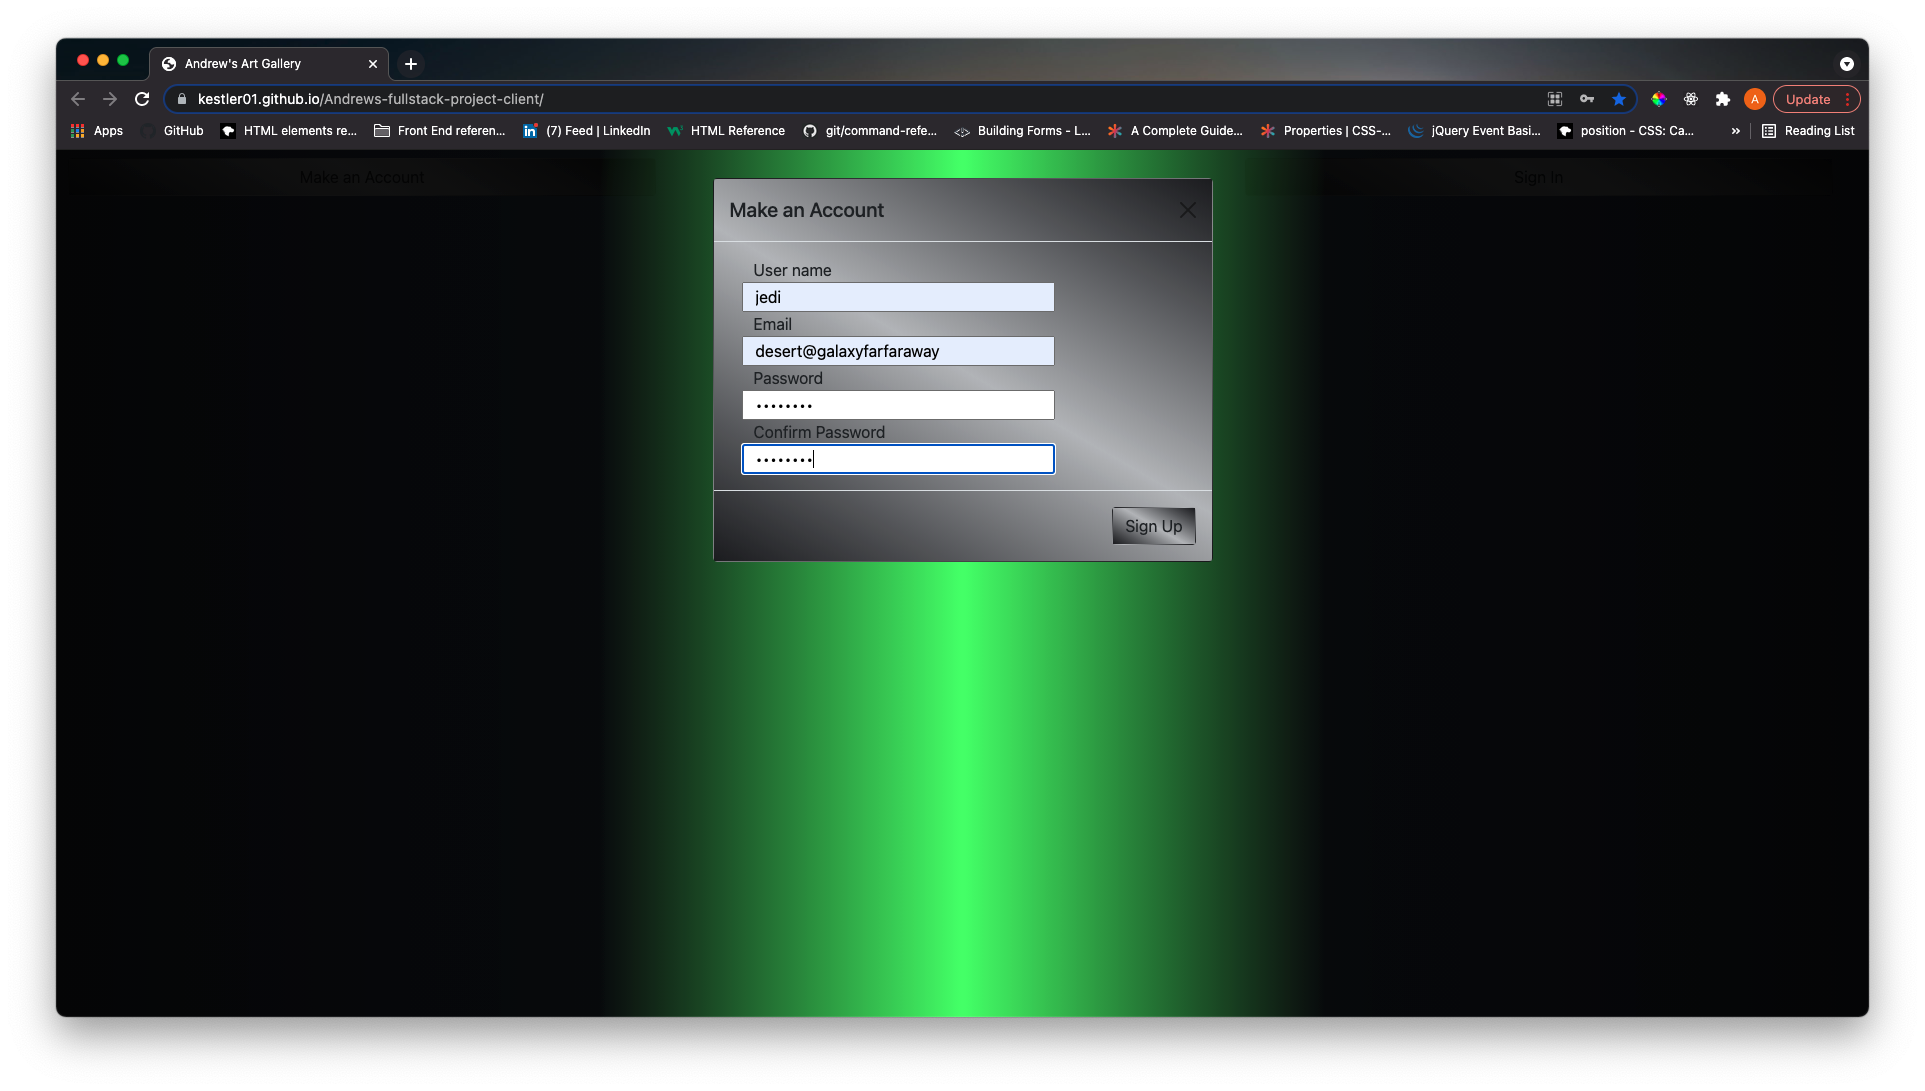 Andrew's Art Gallery
kestler01.github.io/Andrews-fullstack-project-client/
A
Update
Apps
GitHub
HTML elements re...
Front End referen...
in
(7) Feed | LinkedIn
HTML Reference
git/command-refe...
Building Forms - L...
A Complete Guide...
Properties | CSS-...
jQuery Event Basi...
position - CSS: Ca...
»
Reading List
Make an Account
Sign In
Make an Account
User name
jedi
Email
desert@galaxyfarfaraway
Password
••••••••
Confirm Password
••••••••
Sign Up